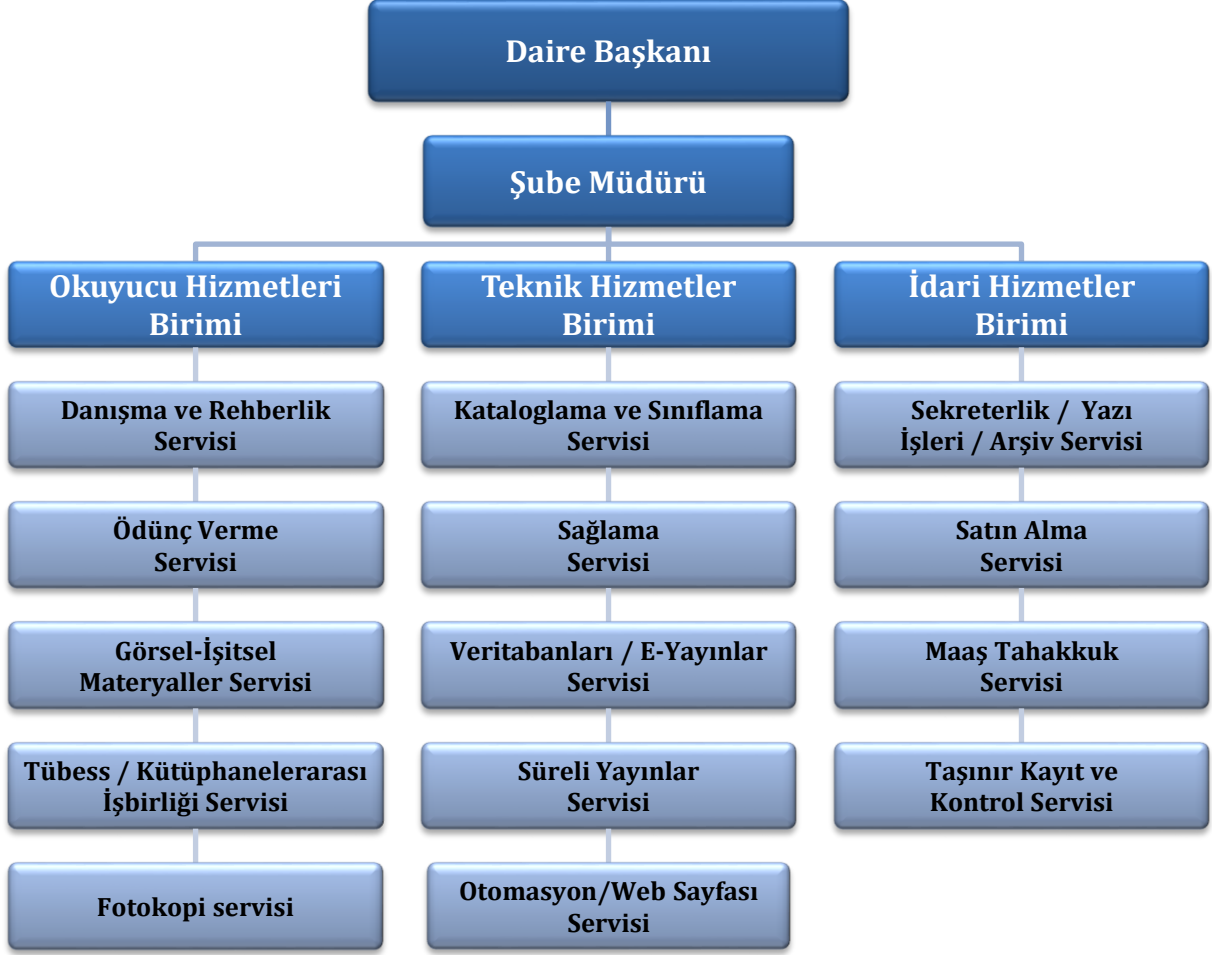 Daire Başkanı
Şube Müdürü
Okuyucu Hizmetleri
Birimi
Danışma ve Rehberlik
Servisi
Ödünç Verme
Servisi
Görsel-İşitsel
Materyaller Servisi
Tübess / Kütüphanelerarası
İşbirliği Servisi
Fotokopi servisi
Teknik Hizmetler
Birimi
Kataloglama ve Sınıflama
Servisi
Sağlama
Servisi
Veritabanları / E-Yayınlar
Servisi
Süreli Yayınlar
Servisi
Otomasyon/Web Sayfası
Servisi
İdari Hizmetler
Birimi
Sekreterlik / Yazı
İşleri / Arşiv Servisi
Satın Alma
Servisi
Maaş Tahakkuk
Servisi
Taşınır Kayıt ve
Kontrol Servisi